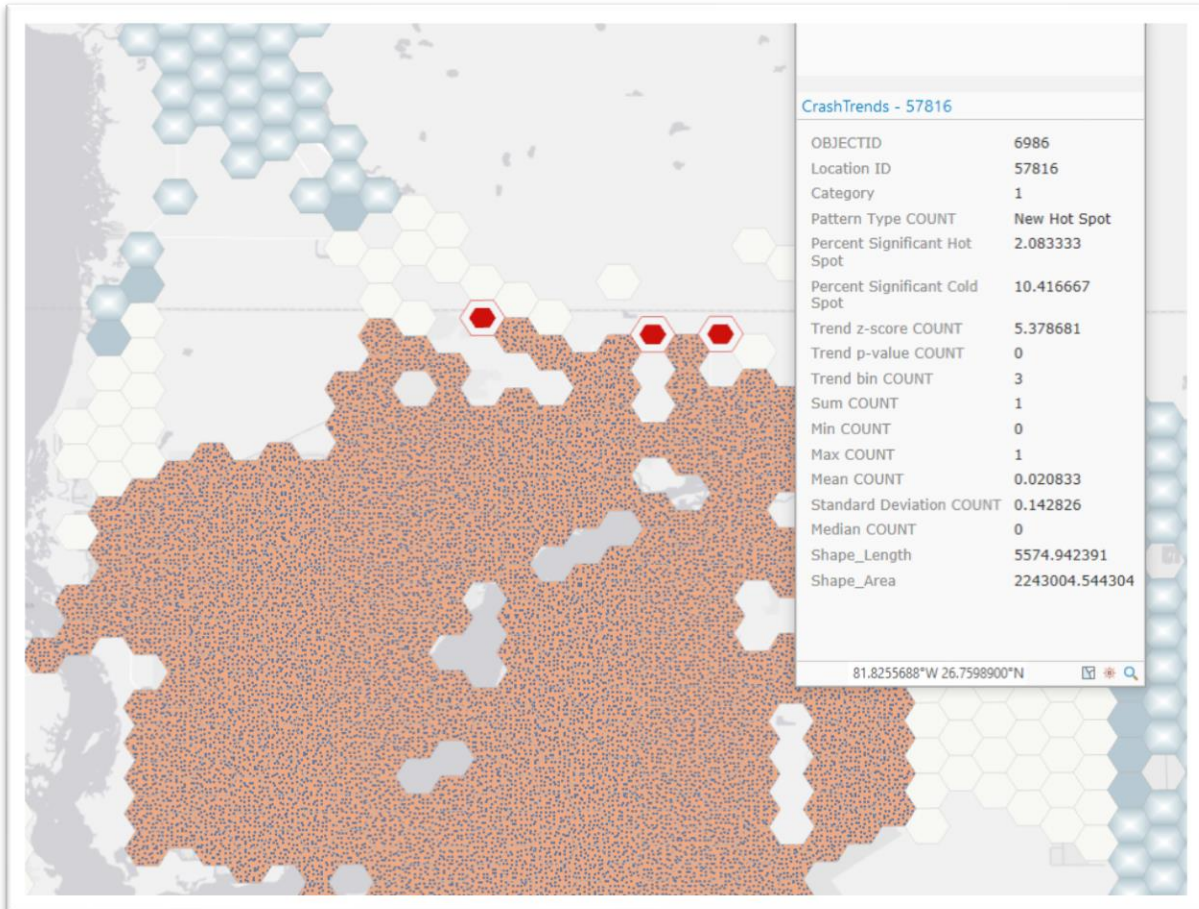 CrashTrends - 57816
OBJECTID 6986
Location ID 57816
Category 1
Pattern Type COUNT New Hot Spot
Percent Significant Hot 2.083333
Spot
Percent Significant Cold 10.416667
Spot
Trend z-score COUNT 5.378681
Trend p-value COUNT 0
Trend bin COUNT 3
Sum COUNT 1
Min COUNT 0
Max COUNT 1
Mean COUNT 0.020833
Standard Deviation COUNT 0.142826
Median COUNT 0
Shape_Length 5574.942391
Shape_Area 2243004.544304
81.8255688°W 26.7598900°N